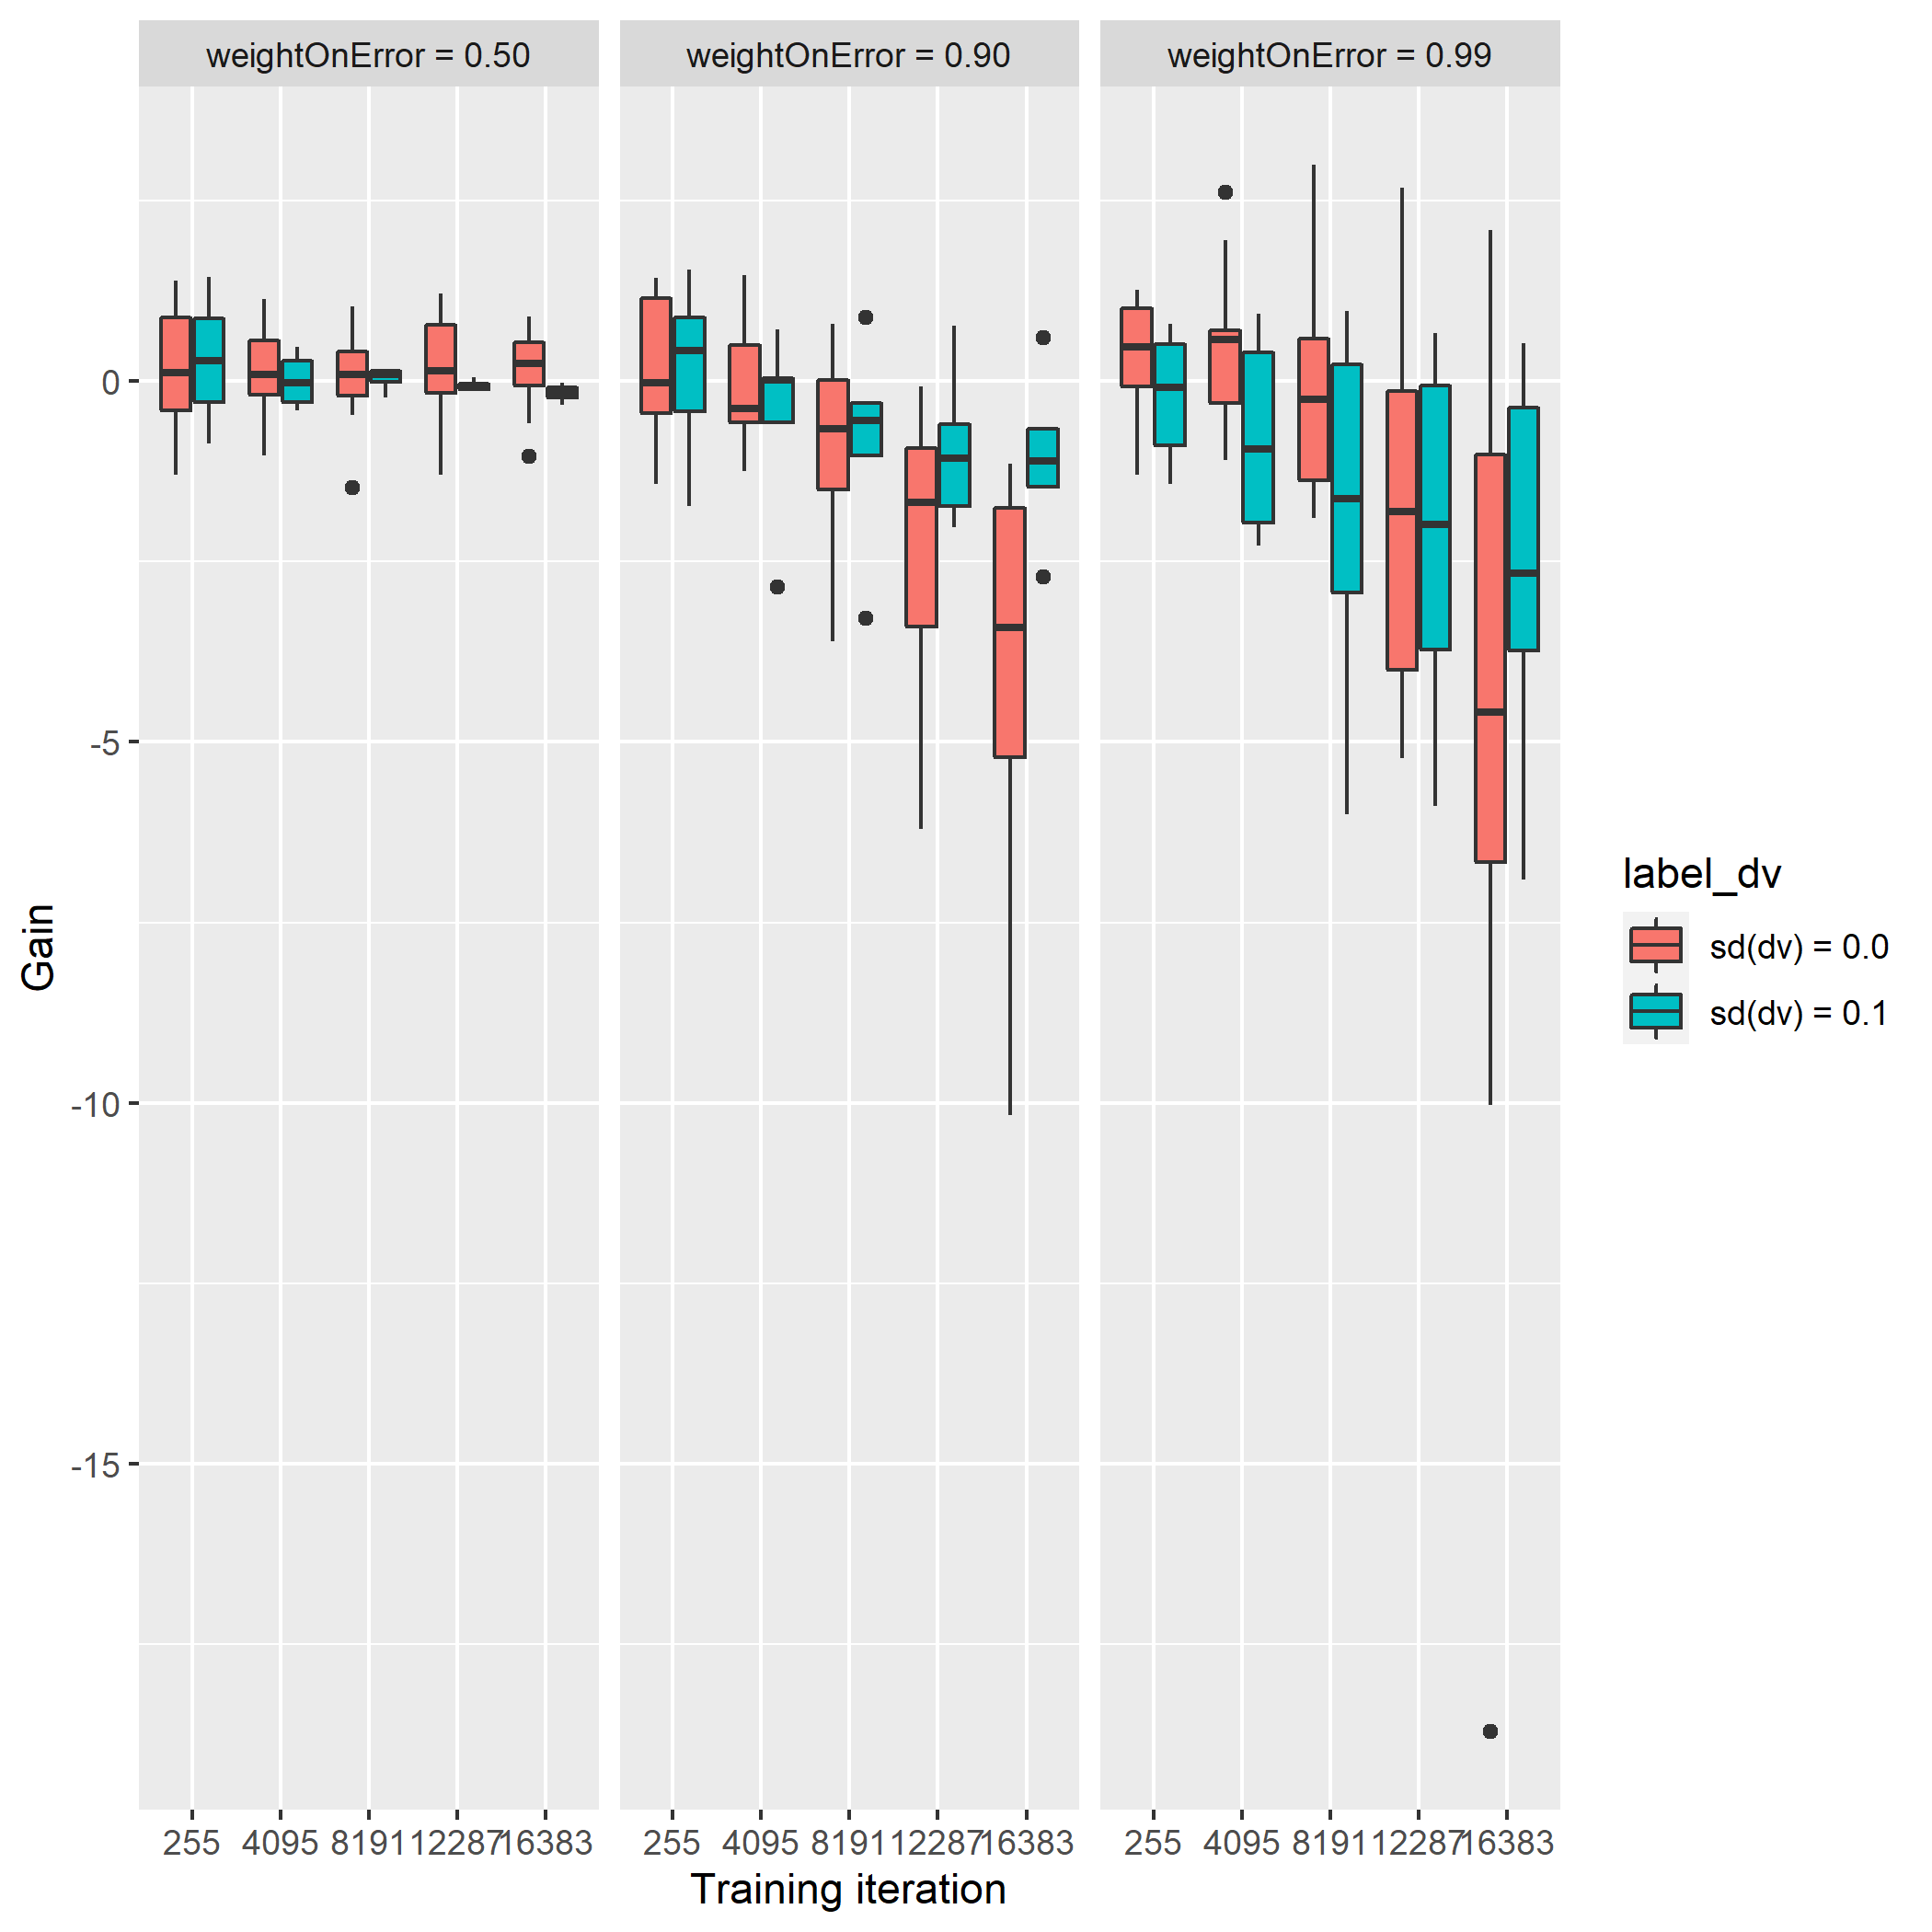 weightOnError = 0.50 weightOnError = 0.90 weightOnError = 0.99
0
-5
-10
-15
Gain
255 4095 8191 12287 16383 255 4095 8191 12287 16383 255 4095 8191 12287 16383
Training iteration
label_dv
sd(dv) = 0.0
sd(dv) = 0.1